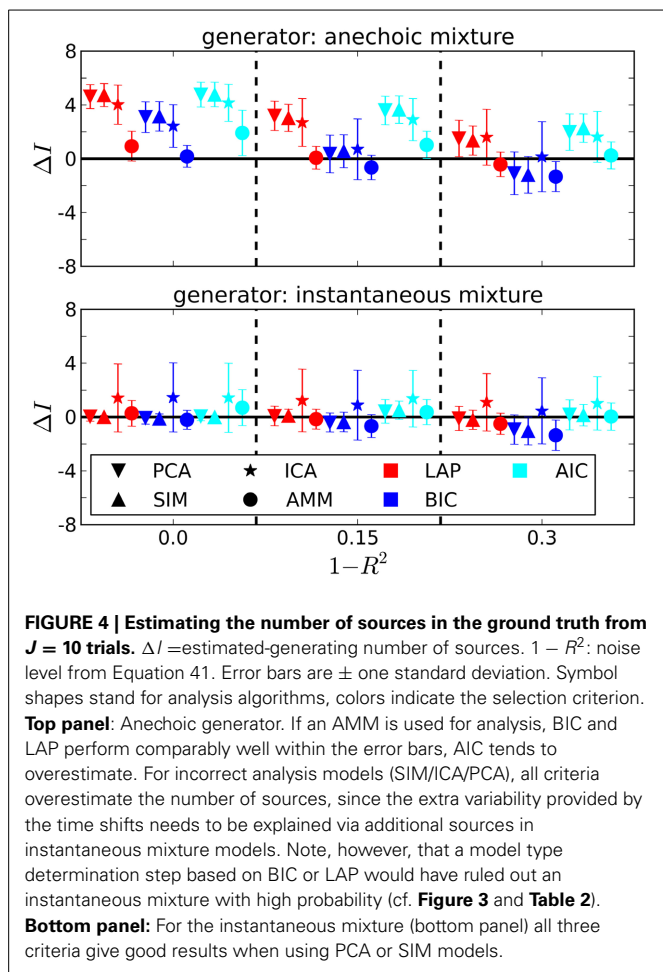 generator: anechoic mixture
8
4
0
−4
−8
ΔI
generator: instantaneous mixture
8
4
0
−4
−8
ΔI
PCA
ICA
LAP
AIC
SIM
AMM
BIC
0.0
0.15
0.3
1−R²
FIGURE 4 | Estimating the number of sources in the ground truth from
J = 10 trials. ΔI =estimated-generating number of sources. 1 − R²: noise
level from Equation 41. Error bars are ± one standard deviation. Symbol
shapes stand for analysis algorithms, colors indicate the selection criterion.
Top panel: Anechoic generator. If an AMM is used for analysis, BIC and
LAP perform comparably well within the error bars, AIC tends to
overestimate. For incorrect analysis models (SIM/ICA/PCA), all criteria
overestimate the number of sources, since the extra variability provided by
the time shifts needs to be explained via additional sources in
instantaneous mixture models. Note, however, that a model type
determination step based on BIC or LAP would have ruled out an
instantaneous mixture with high probability (cf. Figure 3 and Table 2).
Bottom panel: For the instantaneous mixture (bottom panel) all three
criteria give good results when using PCA or SIM models.